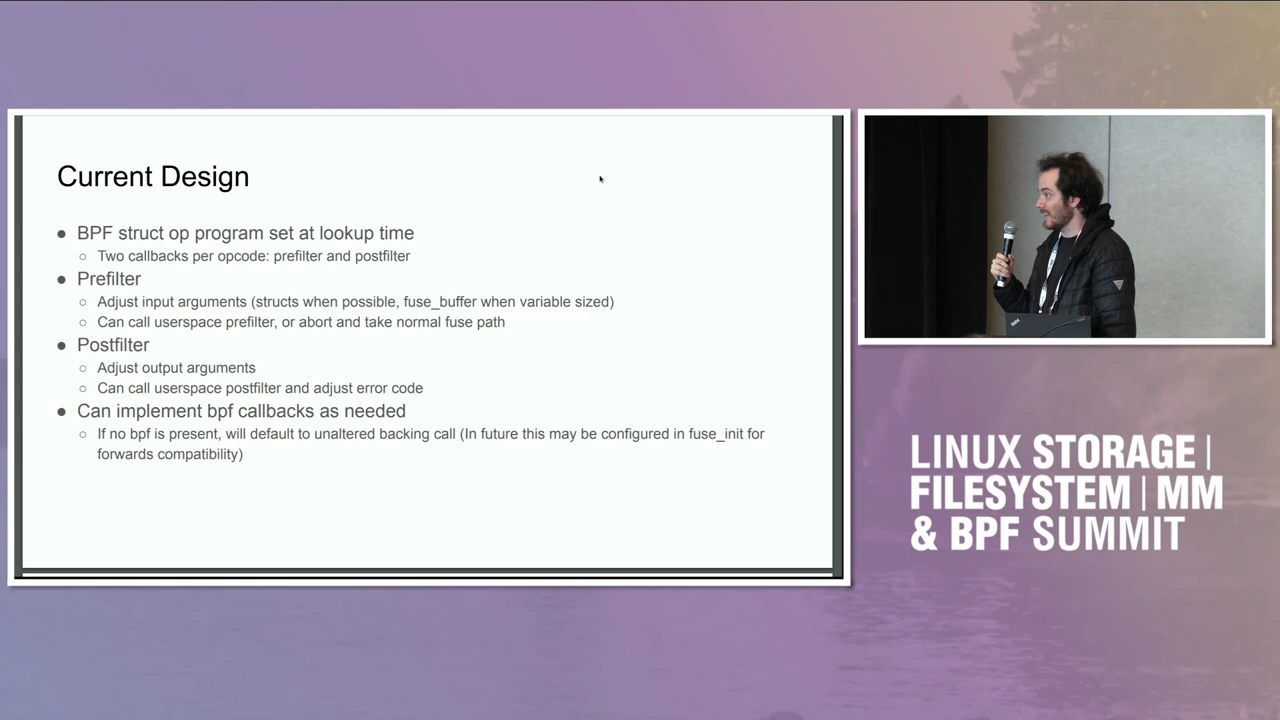 Current Design
● BPF struct op program set at lookup time
○ Two callbacks per opcode: prefilter and postfilter
● Prefilter
○ Adjust input arguments (structs when possible, fuse_buffer when variable sized)
○ Can call userspace prefilter, or abort and take normal fuse path
● Postfilter
○ Adjust output arguments
○ Can call userspace postfilter and adjust error code
● Can implement bpf callbacks as needed
○ If no bpf is present, will default to unaltered backing call (In future this may be configured in fuse_init for
forwards compatibility)
LINUX STORAGE |
FILESYSTEM | MM
& BPF SUMMIT